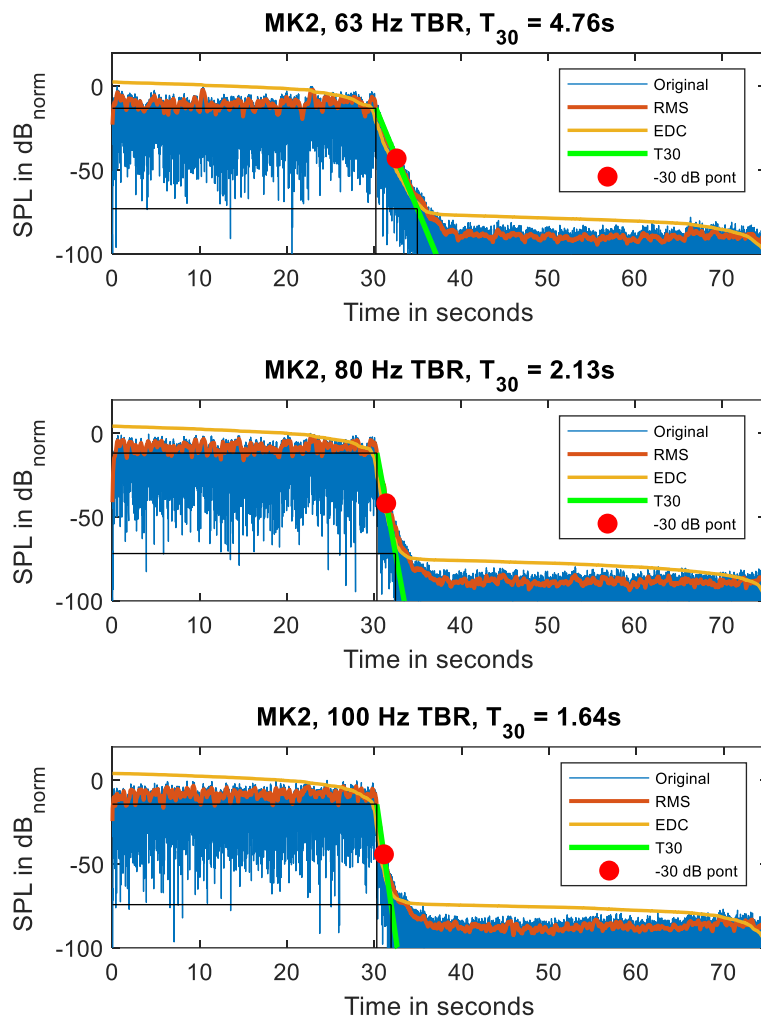 MK2, 63 Hz TBR, T30 = 4.76s
SPL in dBnorm
0
-50
-100
Original
RMS
EDC
T30
-30 dB pont
0 10 20 30 40 50 60 70
Time in seconds
MK2, 80 Hz TBR, T30 = 2.13s
SPL in dBnorm
0
-50
-100
Original
RMS
EDC
T30
-30 dB pont
0 10 20 30 40 50 60 70
Time in seconds
MK2, 100 Hz TBR, T30 = 1.64s
SPL in dBnorm
0
-50
-100
Original
RMS
EDC
T30
-30 dB pont
0 10 20 30 40 50 60 70
Time in seconds